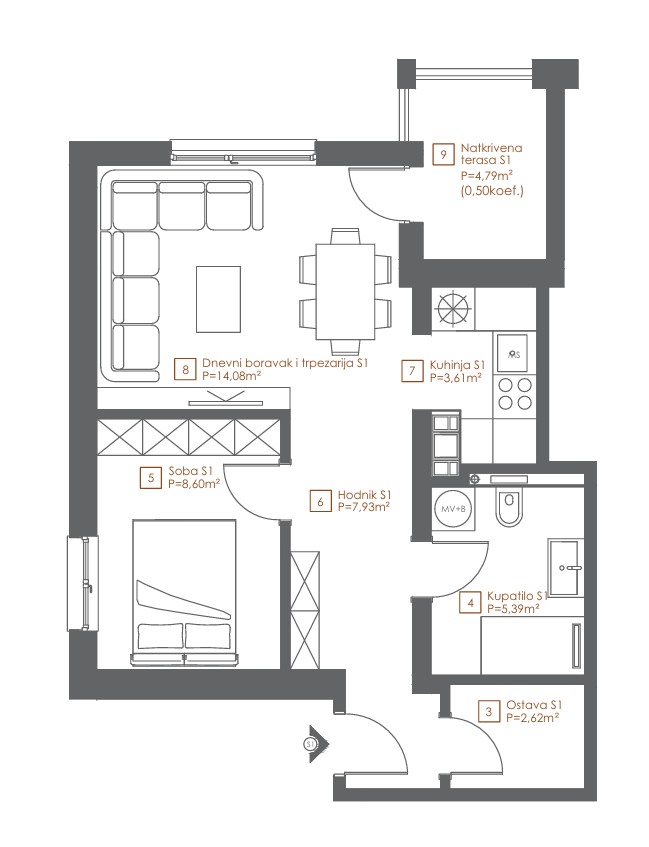 9
Natkrivena
terasa S1
P=4,79m²
(0,50koef.)
8
Dnevni boravak i trpezarija S1
P=14,08m²
7
Kuhinja S1
P=3,61m²
MS
5
Soba S1
P=8,60m²
6
Hodnik S1
P=7,93m²
MV+B
4
Kupatilo S1
P=5,39m²
3
Ostava S1
P=2,62m²
S1